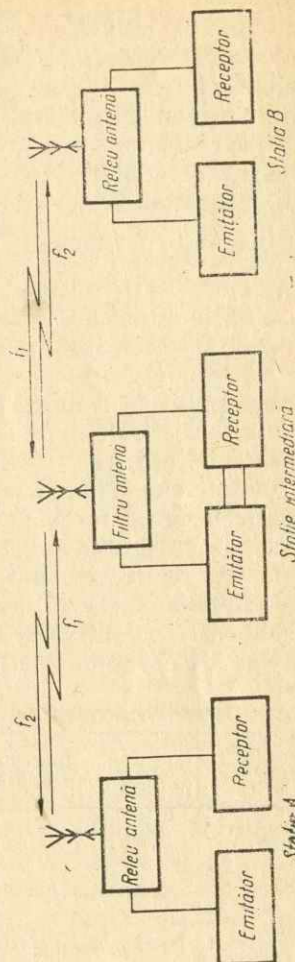 f₂
f₁
f₁
f₂
Releu antenă
Emițător
Receptor
Stația A
Filtru antenă
Emițător
Receptor
Stație intermediară
Releu antenă
Emițător
Receptor
Stația B